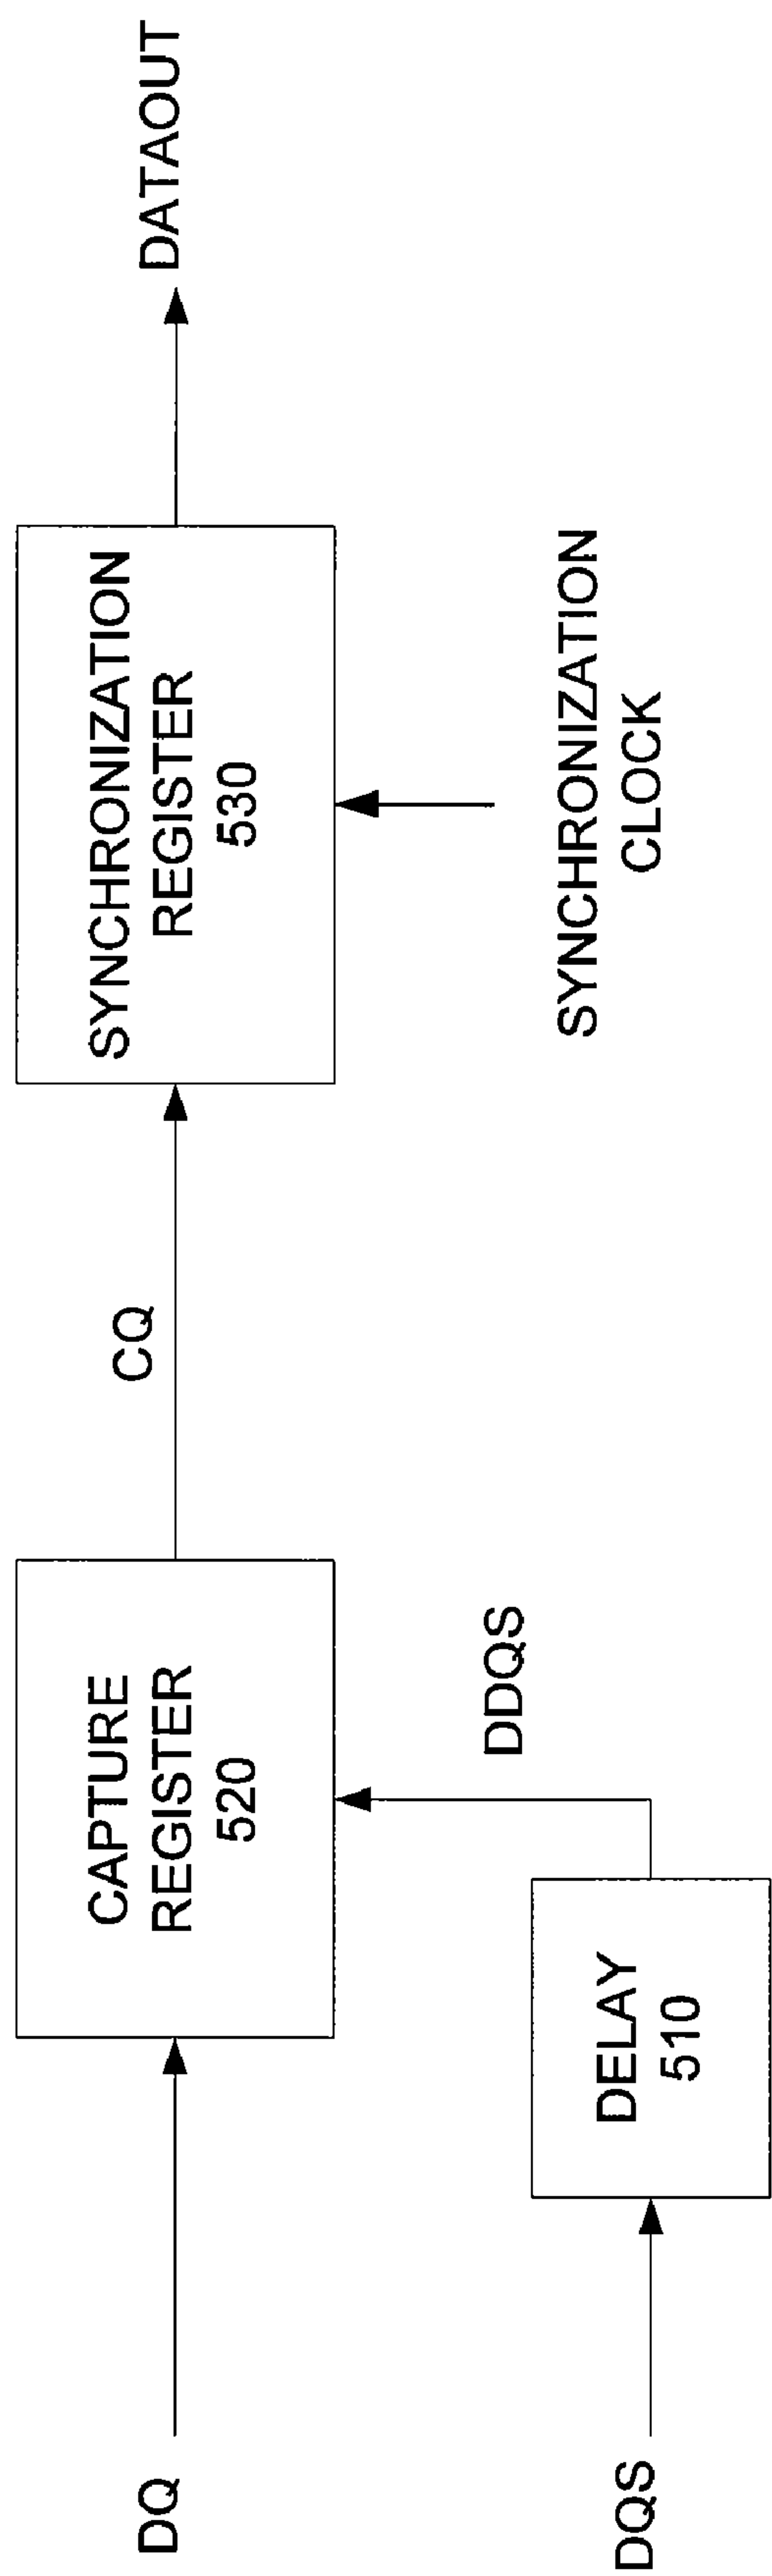 DQ
CAPTURE
REGISTER
520
CQ
SYNCHRONIZATION
REGISTER
530
DATAOUT
DQS
DELAY
510
DDQS
SYNCHRONIZATION
CLOCK